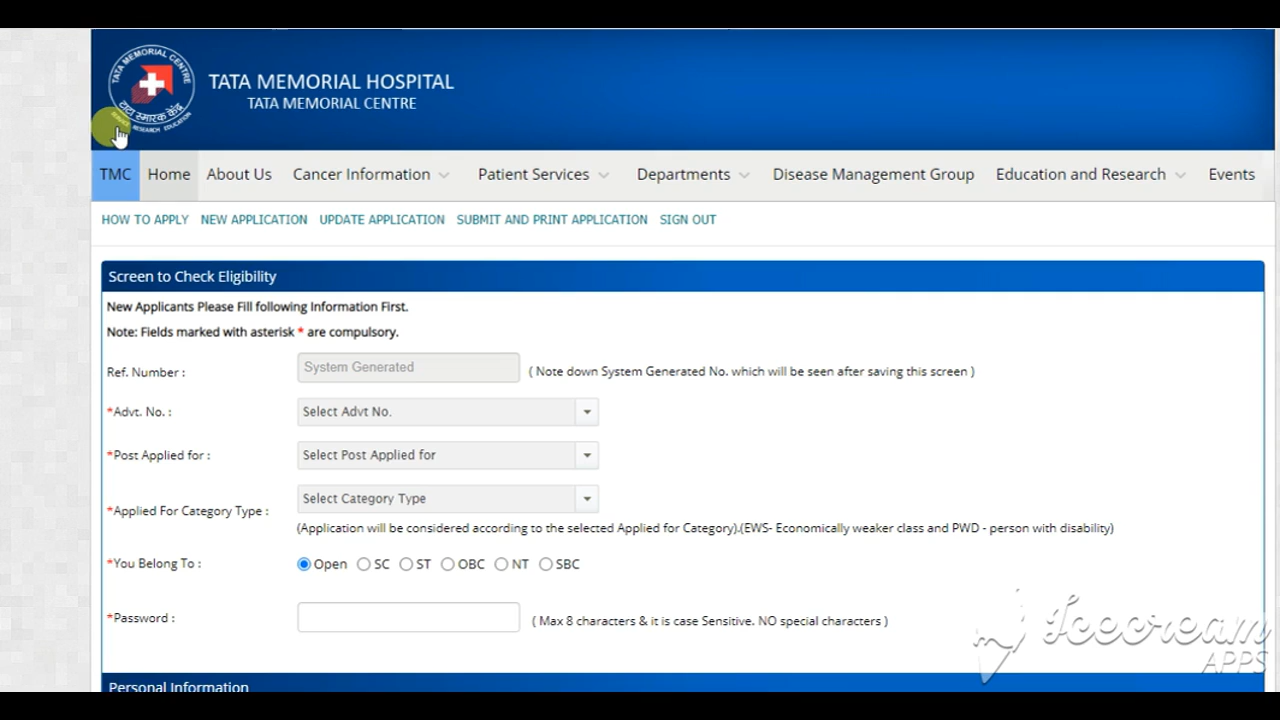 TATA MEMORIAL CENTRE
टाटा स्मारक केंद्र
SERVICE RESEARCH EDUCATION
TATA MEMORIAL HOSPITAL
TATA MEMORIAL CENTRE
TMC Home About Us Cancer Information Patient Services Departments Disease Management Group Education and Research Events
HOW TO APPLY NEW APPLICATION UPDATE APPLICATION SUBMIT AND PRINT APPLICATION SIGN OUT
Screen to Check Eligibility
New Applicants Please Fill following Information First.
Note: Fields marked with asterisk * are compulsory.
Ref. Number : System Generated ( Note down System Generated No. which will be seen after saving this screen )
*Advt. No. : Select Advt No.
*Post Applied for : Select Post Applied for
*Applied For Category Type : Select Category Type
(Application will be considered according to the selected Applied for Category).(EWS- Economically weaker class and PWD - person with disability)
*You Belong To : Open SC ST OBC NT SBC
*Password : ( Max 8 characters & it is case Sensitive. NO special characters )
Personal Information
Icecream
APPS